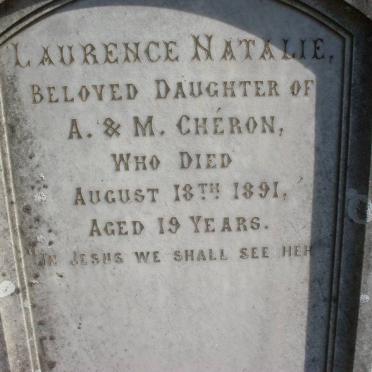 Laurence Natalie,
Beloved Daughter of
A. & M. Chéron,
Who Died
August 18th 1891,
Aged 19 Years.
In Jesus we shall see her